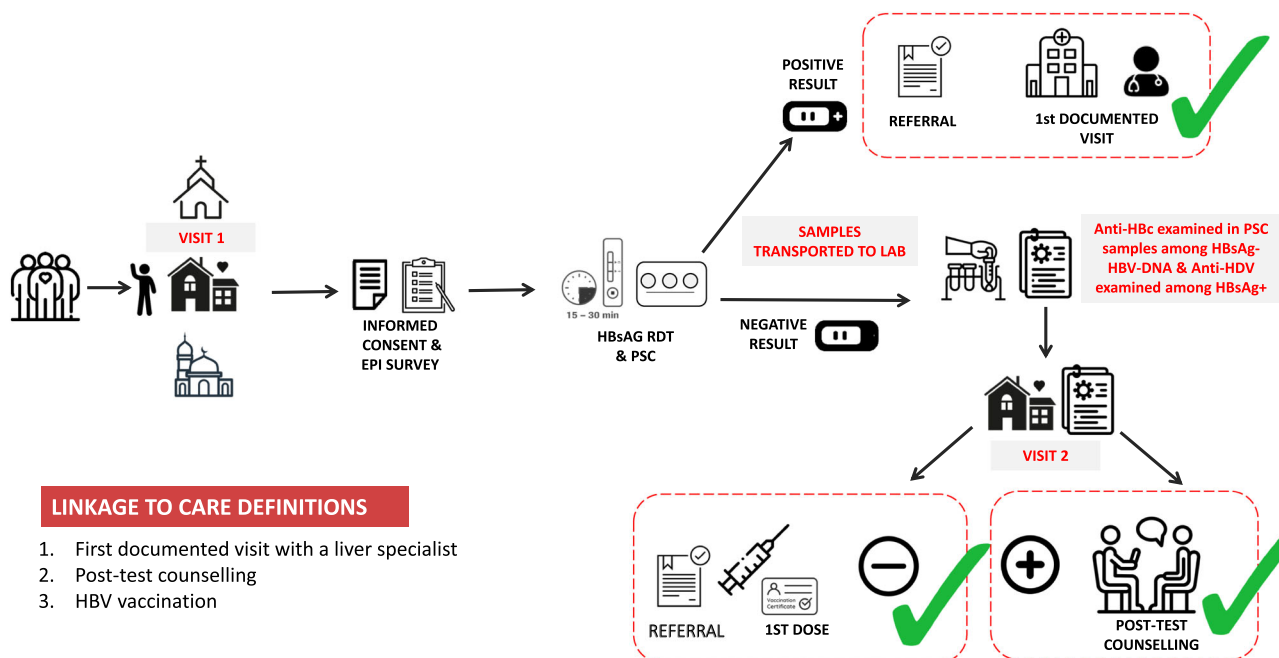 POSITIVE
RESULT
REFERRAL
1st DOCUMENTED
VISIT
VISIT 1
INFORMED
CONSENT &
EPI SURVEY
15 – 30 min
HBsAG RDT
& PSC
SAMPLES
TRANSPORTED TO LAB
NEGATIVE
RESULT
Anti-HBc examined in PSC
samples among HBsAg-
HBV-DNA & Anti-HDV
examined among HBsAg+
VISIT 2
LINKAGE TO CARE DEFINITIONS
1. First documented visit with a liver specialist
2. Post-test counselling
3. HBV vaccination
REFERRAL
Vaccination
Certificate
1ST DOSE
POST-TEST
COUNSELLING